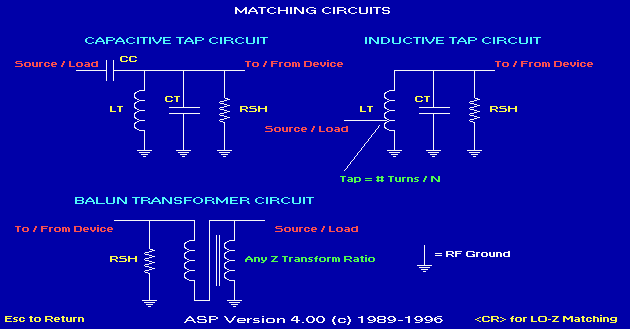 MATCHING CIRCUITS
CAPACITIVE TAP CIRCUIT
INDUCTIVE TAP CIRCUIT
Source / Load
CC
To / From Device
To / From Device
LT
CT
RSH
LT
CT
RSH
Source / Load
Tap = # Turns / N
BALUN TRANSFORMER CIRCUIT
To / From Device
Source / Load
RSH
Any Z Transform Ratio
= RF Ground
Esc to Return
ASP Version 4.00 (c) 1989-1996
<CR> for LO-Z Matching